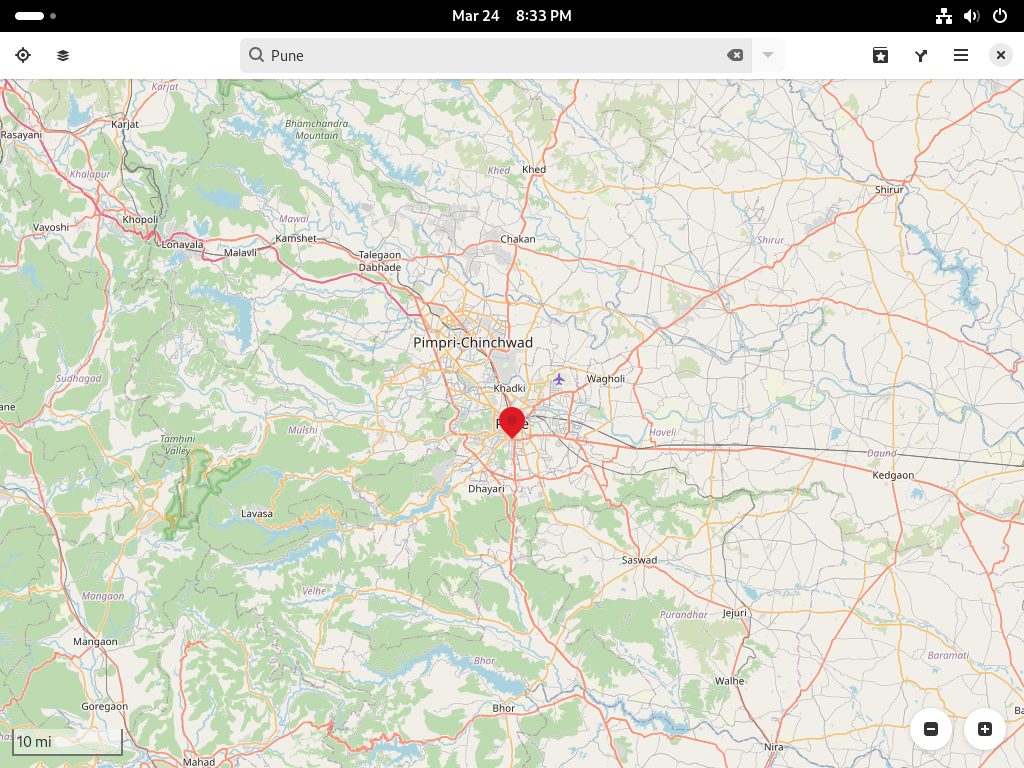 Mar 24 8:33 PM
Pune
Karjat
Karjat
Rasayani
Bhamchandra
Mountain
Khalapur
Khed
Khed
Shirur
Khopoli
Mawal
Vavoshi
Lonavala
Malavli
Kamshet
Talegaon
Dabhade
Chakan
Shirur
Pimpri-Chinchwad
Sudhagad
Khadki
Wagholi
ane
Tamhini
Valley
Mulshi
Haveli
Daund
Kedgaon
Dhayari
Lavasa
Saswad
Mangaon
Velhe
Purandhar
Jejuri
Mangaon
Bhor
Baramati
Walhe
Goregaon
Bhor
Ba
10 mi
Nira
Mahad